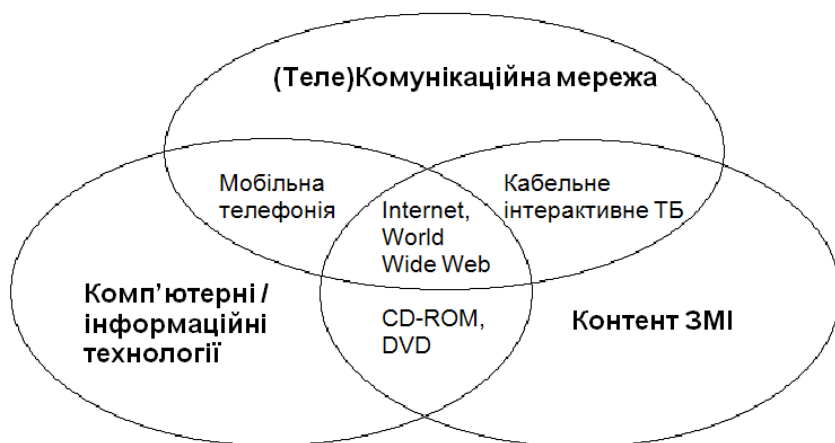 (Теле)Комунікаційна мережа
Мобільна
телефонія
Кабельне
інтерактивне ТБ
Internet,
World
Wide Web
Комп’ютерні /
інформаційні
технології
CD-ROM,
DVD
Контент ЗМІ